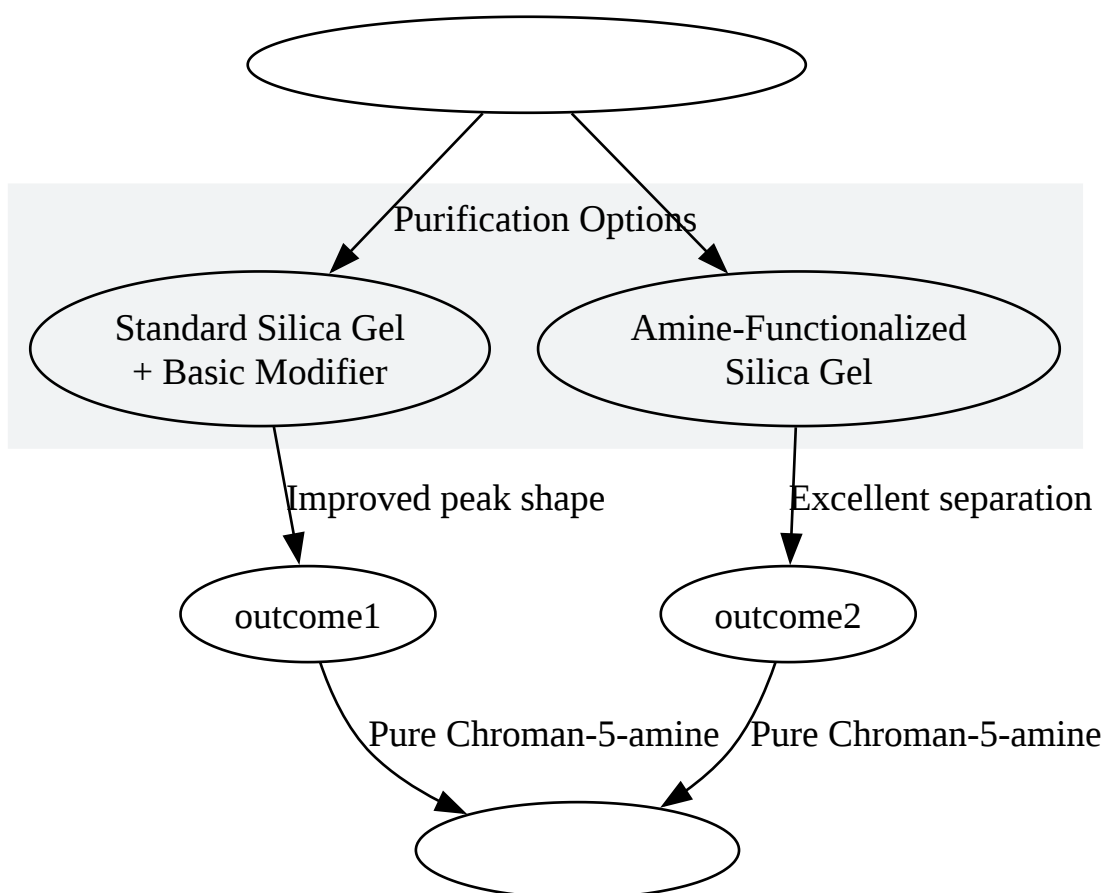 Purification Options
Standard Silica Gel
+ Basic Modifier
Amine-Functionalized
Silica Gel
Improved peak shape
Excellent separation
outcome1
outcome2
Pure Chroman-5-amine
Pure Chroman-5-amine